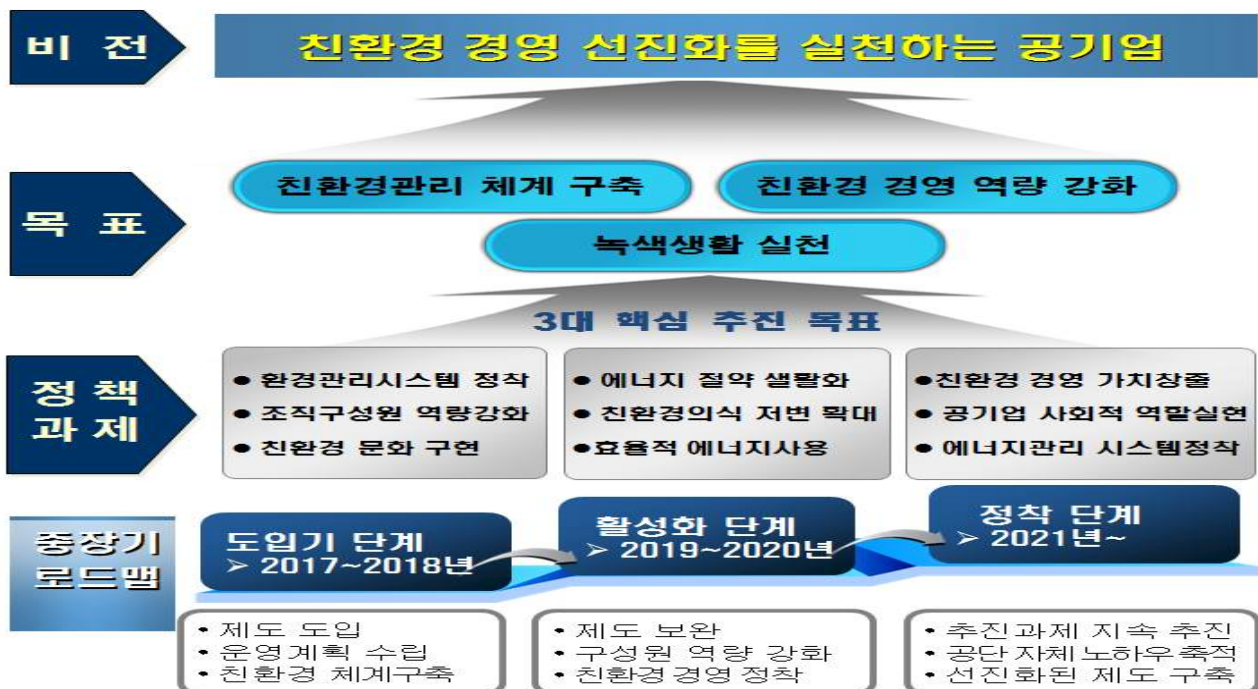 비 전
친환경 경영 선진화를 실천하는 공기업
목 표
친환경관리 체계 구축
친환경 경영 역량 강화
녹색생활 실천
3대 핵심 추진 목표
정 책
과 제
● 환경관리시스템 정착
● 조직구성원 역량강화
● 친환경 문화 구현
● 에너지 절약 생활화
● 친환경의식 저변 확대
●효율적 에너지사용
●친환경 경영 가치창출
● 공기업 사회적 역할실현
● 에너지관리 시스템정착
중장기
로드맵
도입기 단계
➢ 2017~2018년
활성화 단계
➢ 2019~2020년
정착 단계
➢ 2021년~
• 제도 도입
• 운영계획 수립
• 친환경 체계구축
• 제도 보완
• 구성원 역량 강화
• 친환경 경영 정착
• 추진과제 지속 추진
• 공단 자체 노하우 축적
• 선진화된 제도 구축